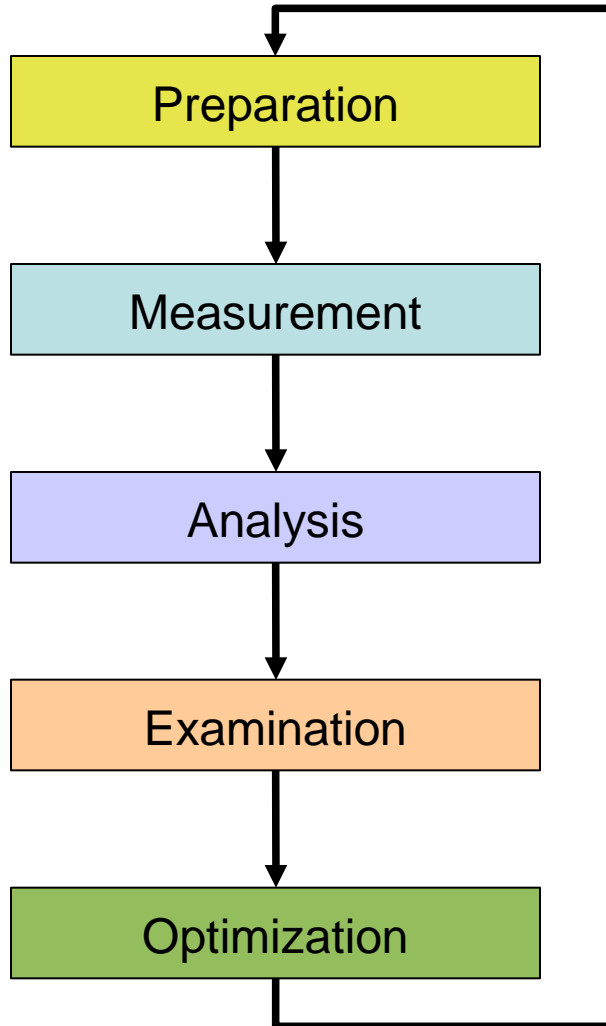 Preparation
Measurement
Analysis
Examination
Optimization